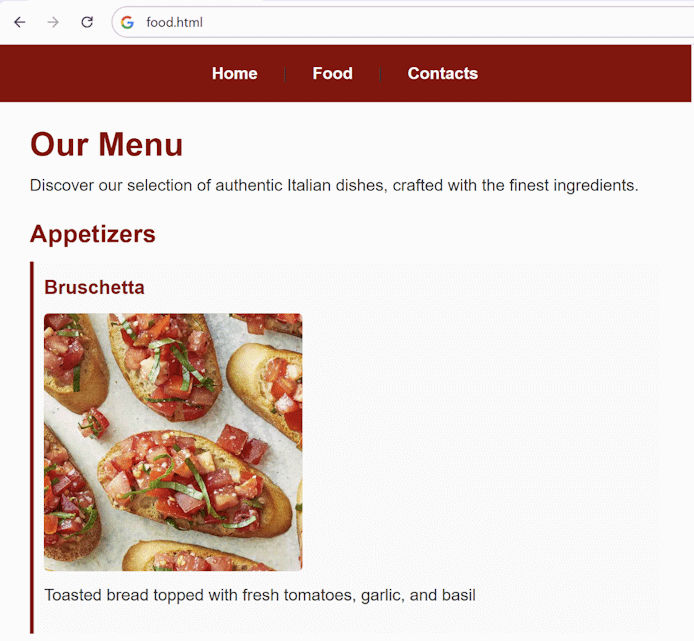 food.html
Home Food Contacts
Our Menu
Discover our selection of authentic Italian dishes, crafted with the finest ingredients.
Appetizers
Bruschetta
Toasted bread topped with fresh tomatoes, garlic, and basil